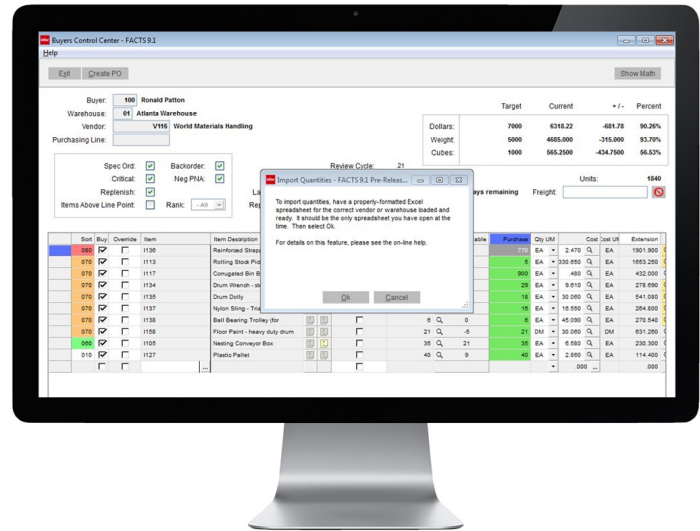 infor Buyers Control Center - FACTS 9.1
Help
Exit Create PO Show Math
Buyer: 100 Ronald Patton
Warehouse: 01 Atlanta Warehouse
Vendor: V116 World Materials Handling
Purchasing Line:
Target Current +/- Percent
Dollars: 7000 6318.22 -681.78 90.26%
Weight: 5000 4685.000 -315.000 93.70%
Cubes: 1000 565.2500 -434.7500 56.53%
Spec Ord: Backorder: Review Cycle: 21
Critical: Neg PNA:
Replenish: La
ays remaining Freight:
Units: 1840
Items Above Line Point: Rank: - All Rep
Import Quantities - FACTS 9.1 Pre-Releas...
To import quantities, have a properly-formatted Excel
spreadsheet for the correct vendor or warehouse loaded and
ready. It should be the only spreadsheet you have open at the
time. Then select Ok.
For details on this feature, please see the on-line help.
Ok Cancel
Sort Buy Override Item Item Description able Purchase Qty UM Cost Cost UM Extension
080 I136 Reinforced Strapp EA 2.470 EA 1901.900
070 I113 Rolling Stock Pic 5 EA 330.650 EA 1653.250
070 I117 Corrugated Bin B 900 EA .480 EA 432.000
070 I134 Drum Wrench - ste 29 EA 9.610 EA 278.690
070 I135 Drum Dolly 18 EA 30.060 EA 541.080
070 I137 Nylon Sling - Trie 16 EA 16.550 EA 264.800
070 I138 Ball Bearing Trolley (for 6 0 6 EA 45.090 EA 270.540
070 I158 Floor Paint - heavy duty drum 21 -5 21 DM 30.060 DM 631.260
060 I105 Nesting Conveyor Box 35 21 35 EA 6.580 EA 230.300
010 I127 Plastic Pallet 40 9 40 EA 2.860 EA 114.400
... .000 ... .000